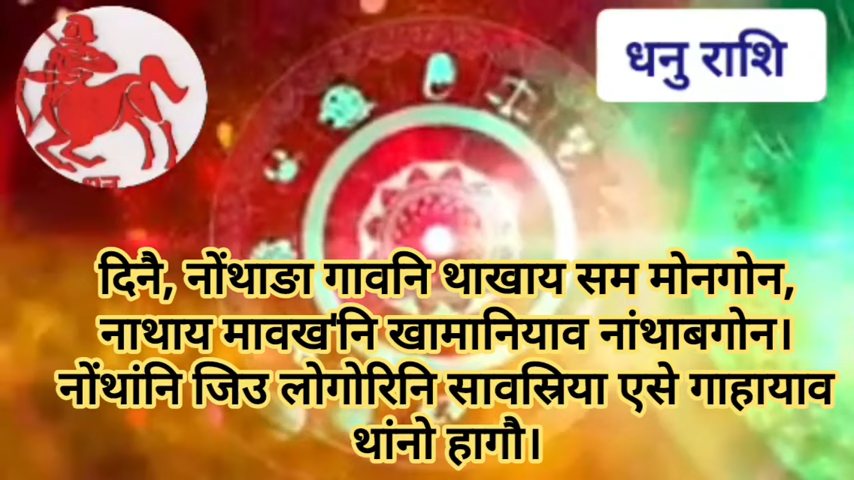 धनु राशि
दिनै, नोंथाङा गावनि थाखाय सम मोनगोन,
नाथाय मावख'नि खामानियाव नांथाबगोन।
नोंथांनि जिउ लोगोरिनि सावस्रिया एसे गाहायाव
थांनो हागौ।